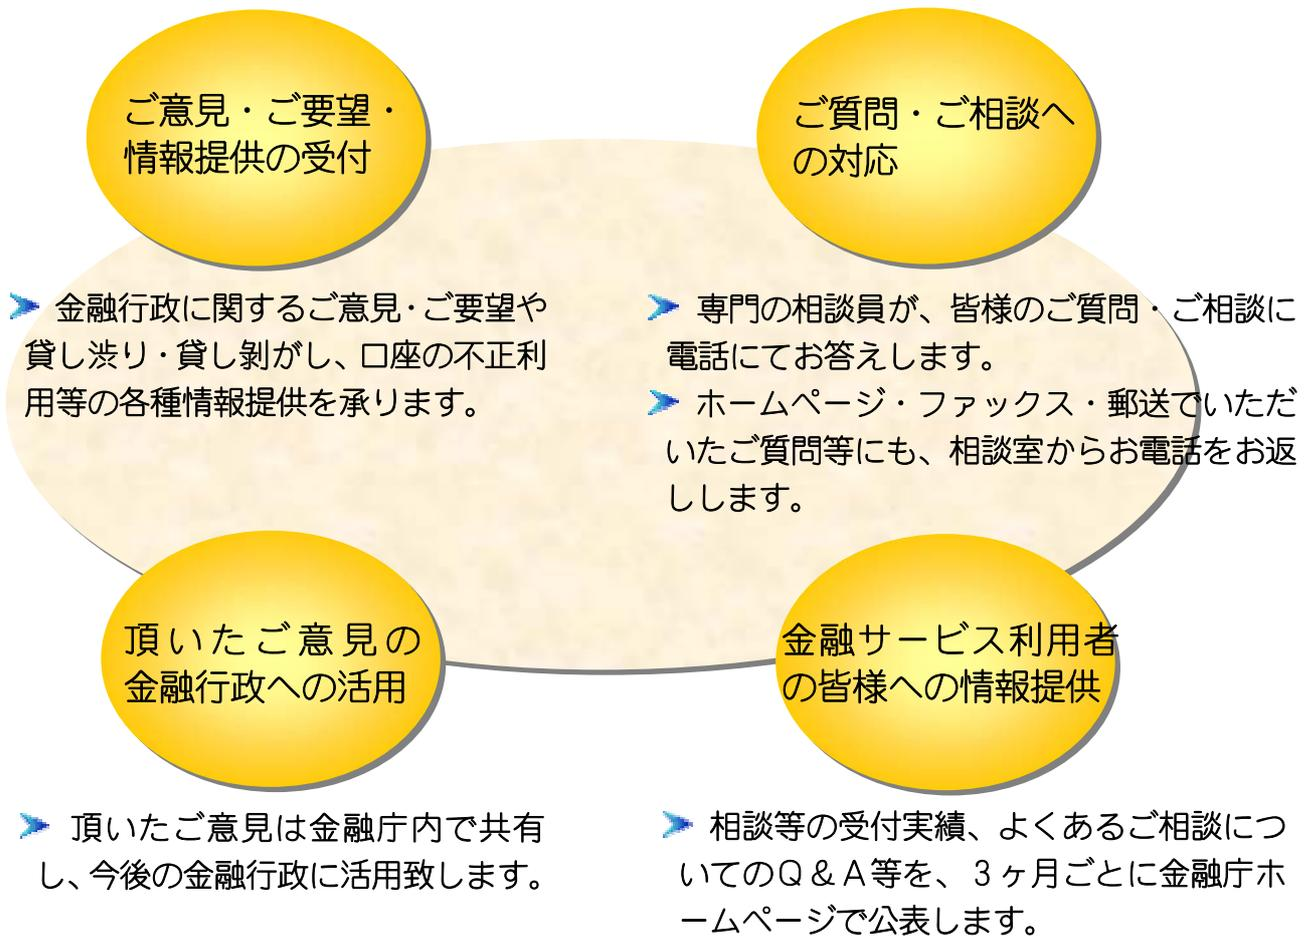 ご意見・ご要望・
情報提供の受付
金融行政に関するご意見・ご要望や
貸し渋り・貸し剝がし、口座の不正利
用等の各種情報提供を承ります。
ご質問・ご相談へ
の対応
専門の相談員が、皆様のご質問・ご相談に
電話にてお答えします。
ホームページ・ファックス・郵送でいただ
いたご質問等にも、相談室からお電話をお返
しします。
頂いたご意見の
金融行政への活用
頂いたご意見は金融庁内で共有
し、今後の金融行政に活用致します。
金融サービス利用者
の皆様への情報提供
相談等の受付実績、よくあるご相談につ
いてのＱ＆Ａ等を、３ヶ月ごとに金融庁ホ
ームページで公表します。